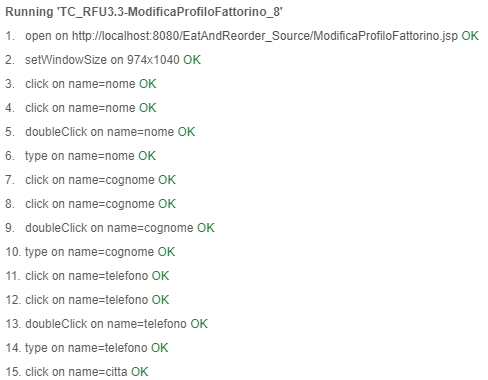 Running 'TC_RFU3.3-ModificaProfiloFattorino_8'
1. open on http://localhost:8080/EatAndReorder_Source/ModificaProfiloFattorino.jsp OK
2. setWindowSize on 974x1040 OK
3. click on name=nome OK
4. click on name=nome OK
5. doubleClick on name=nome OK
6. type on name=nome OK
7. click on name=cognome OK
8. click on name=cognome OK
9. doubleClick on name=cognome OK
10. type on name=cognome OK
11. click on name=telefono OK
12. click on name=telefono OK
13. doubleClick on name=telefono OK
14. type on name=telefono OK
15. click on name=citta OK